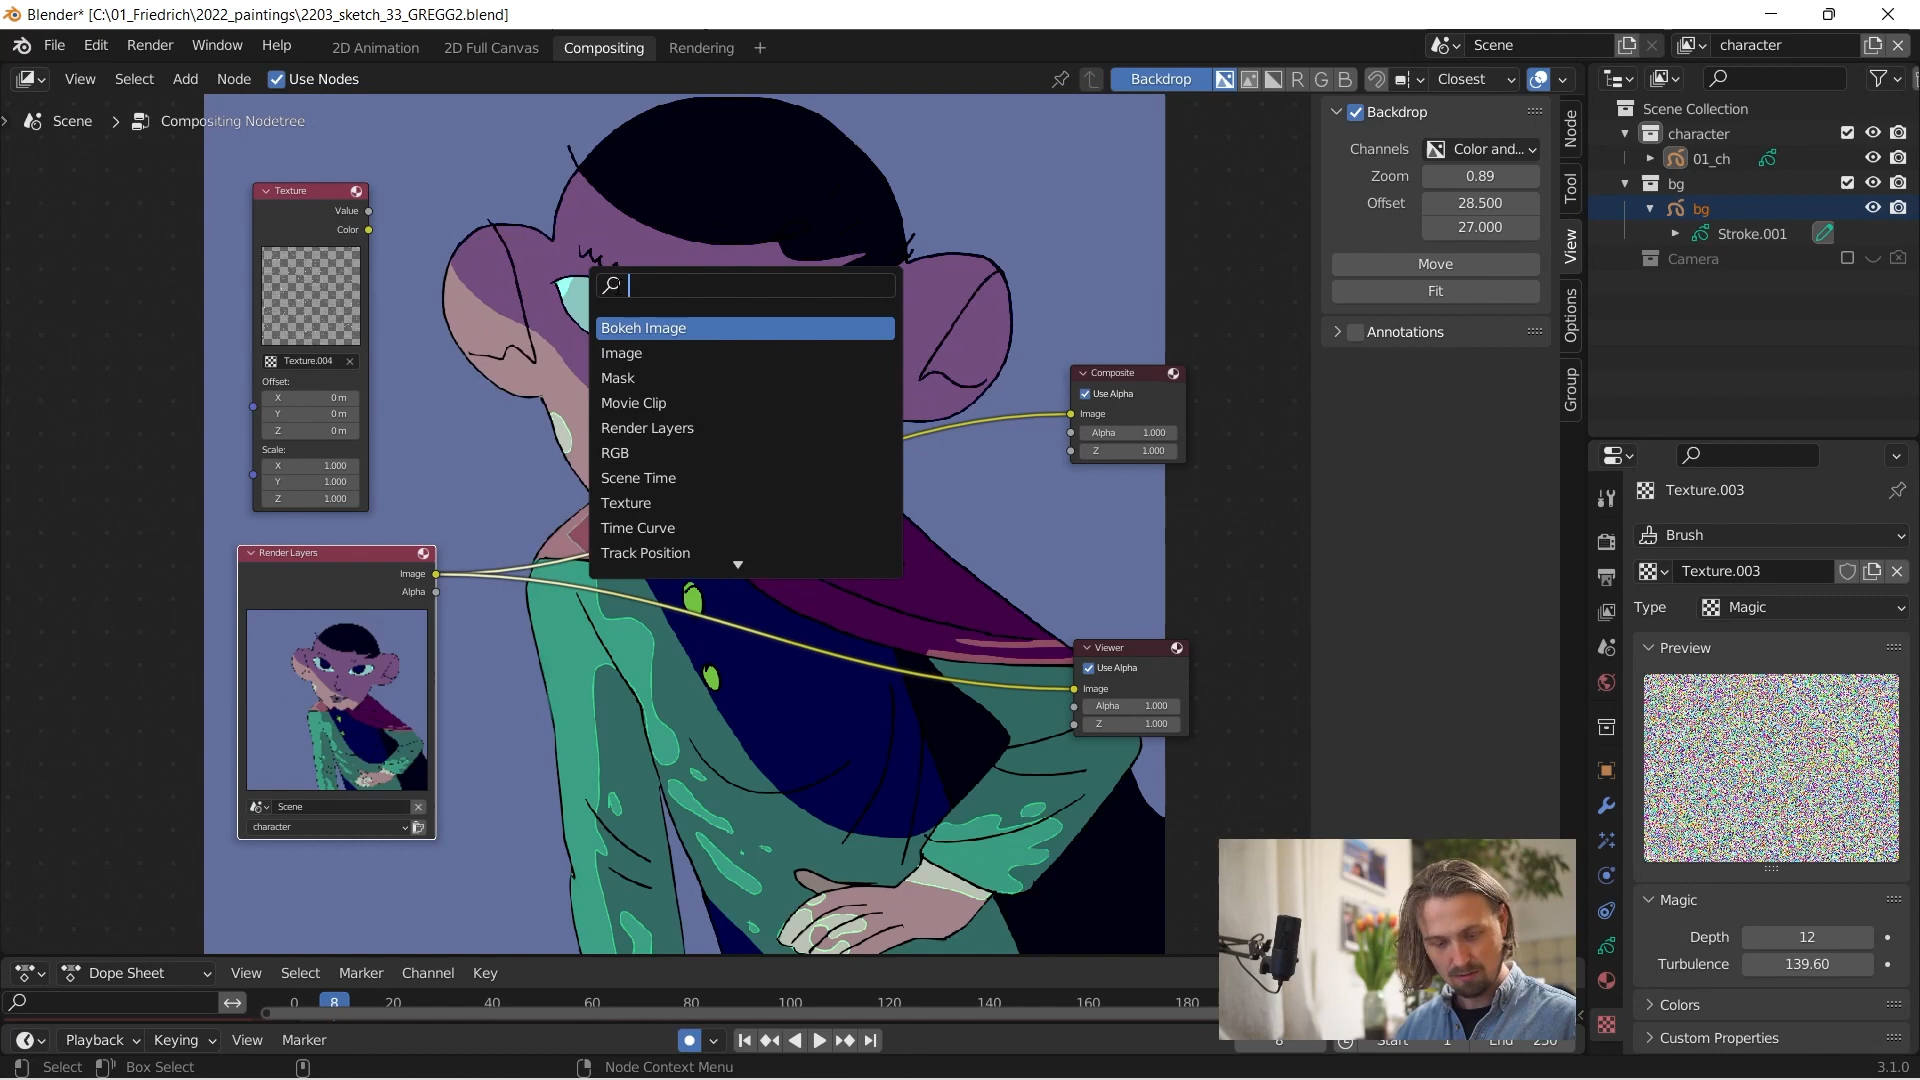 Blender* [C:\01_Friedrich\2022_paintings\2203_sketch_33_GREGG2.blend]
File Edit Render Window Help 2D Animation 2D Full Canvas Compositing Rendering + Scene character
View Select Add Node Use Nodes Backdrop R G B Closest
Scene > Compositing Nodetree
Texture
Value
Color
Texture.004
Offset:
X 0 m
Y 0 m
Z 0 m
Scale:
X 1.000
Y 1.000
Z 1.000
Render Layers
Image
Alpha
Scene
character
Bokeh Image
Image
Mask
Movie Clip
Render Layers
RGB
Scene Time
Texture
Time Curve
Track Position
Composite
Use Alpha
Image
Alpha 1.000
Z 1.000
Viewer
Use Alpha
Image
Alpha 1.000
Z 1.000
Backdrop
Channels Color and...
Zoom 0.89
Offset 28.500
27.000
Move
Fit
Annotations
Node
Tool
View
Options
Group
Scene Collection
character
01_ch
bg
bg
Stroke.001
Camera
Texture.003
Brush
Texture.003
Type Magic
Preview
Magic
Depth 12
Turbulence 139.60
Colors
Custom Properties
Dope Sheet View Select Marker Channel Key
0 8 20 40 60 80 100 120 140 160 180
Playback Keying View Marker 8 Start 1 End 250
Select Box Select Node Context Menu 3.1.0